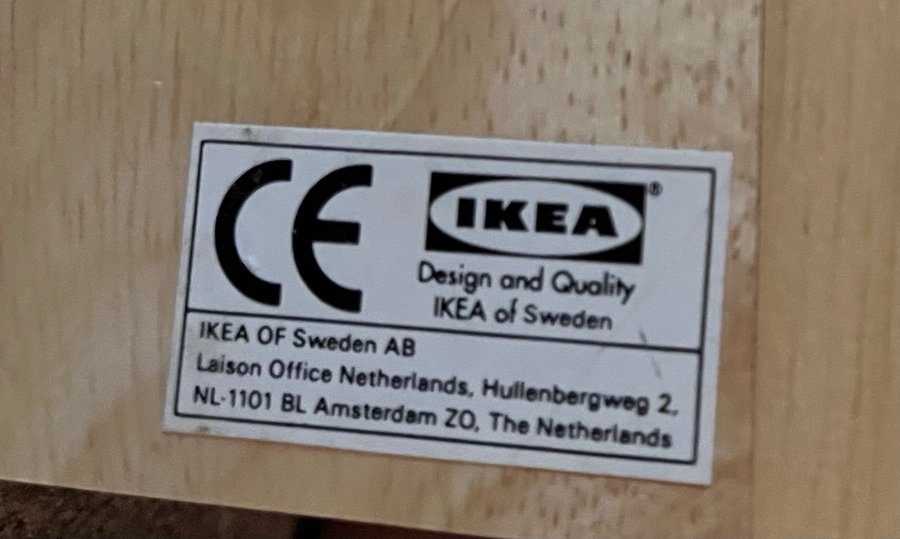 CE
IKEA®
Design and Quality
IKEA of Sweden
IKEA OF Sweden AB
Laison Office Netherlands, Hullenbergweg 2,
NL-1101 BL Amsterdam ZO, The Netherlands